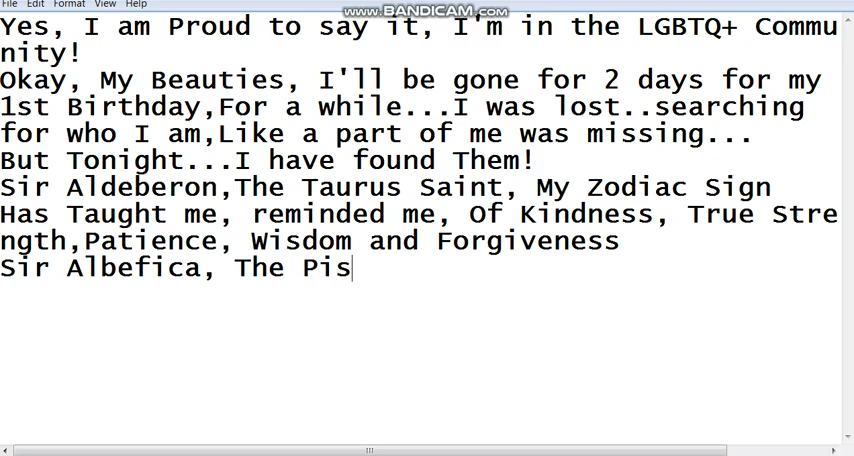 File Edit Format View Help
www.BANDICAM.com
Yes, I am Proud to say it, I'm in the LGBTQ+ Commu
nity!
Okay, My Beauties, I'll be gone for 2 days for my
1st Birthday,For a while...I was lost..searching
for who I am,Like a part of me was missing...
But Tonight...I have found Them!
Sir Aldeberon,The Taurus Saint, My Zodiac Sign
Has Taught me, reminded me, Of Kindness, True Stre
ngth,Patience, Wisdom and Forgiveness
Sir Albefica, The Pis